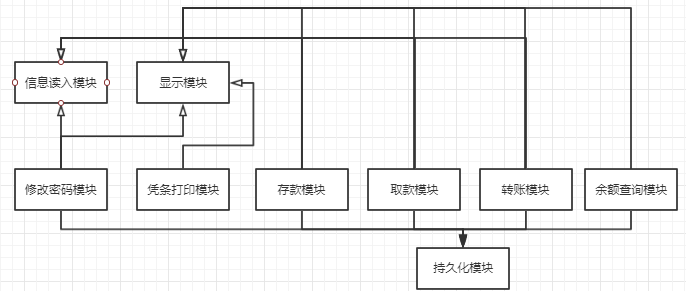 信息读入模块
显示模块
修改密码模块
凭条打印模块
存款模块
取款模块
转账模块
余额查询模块
持久化模块